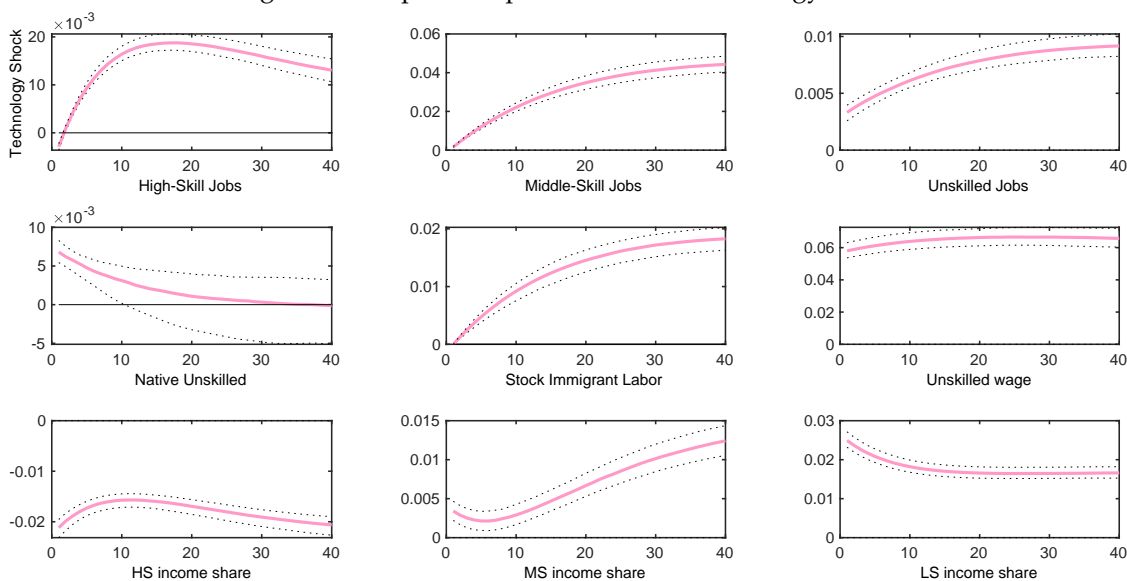 ×10⁻³
20
10
0
Technology Shock
0 10 20 30 40
High-Skill Jobs
0.06
0.04
0.02
0
0 10 20 30 40
Middle-Skill Jobs
0.01
0.005
0
0 10 20 30 40
Unskilled Jobs
×10⁻³
10
5
0
-5
0 10 20 30 40
Native Unskilled
0.02
0.01
0
0 10 20 30 40
Stock Immigrant Labor
0.06
0.04
0.02
0
0 10 20 30 40
Unskilled wage
0
-0.01
-0.02
0 10 20 30 40
HS income share
0.015
0.01
0.005
0
0 10 20 30 40
MS income share
0.03
0.02
0.01
0
0 10 20 30 40
LS income share